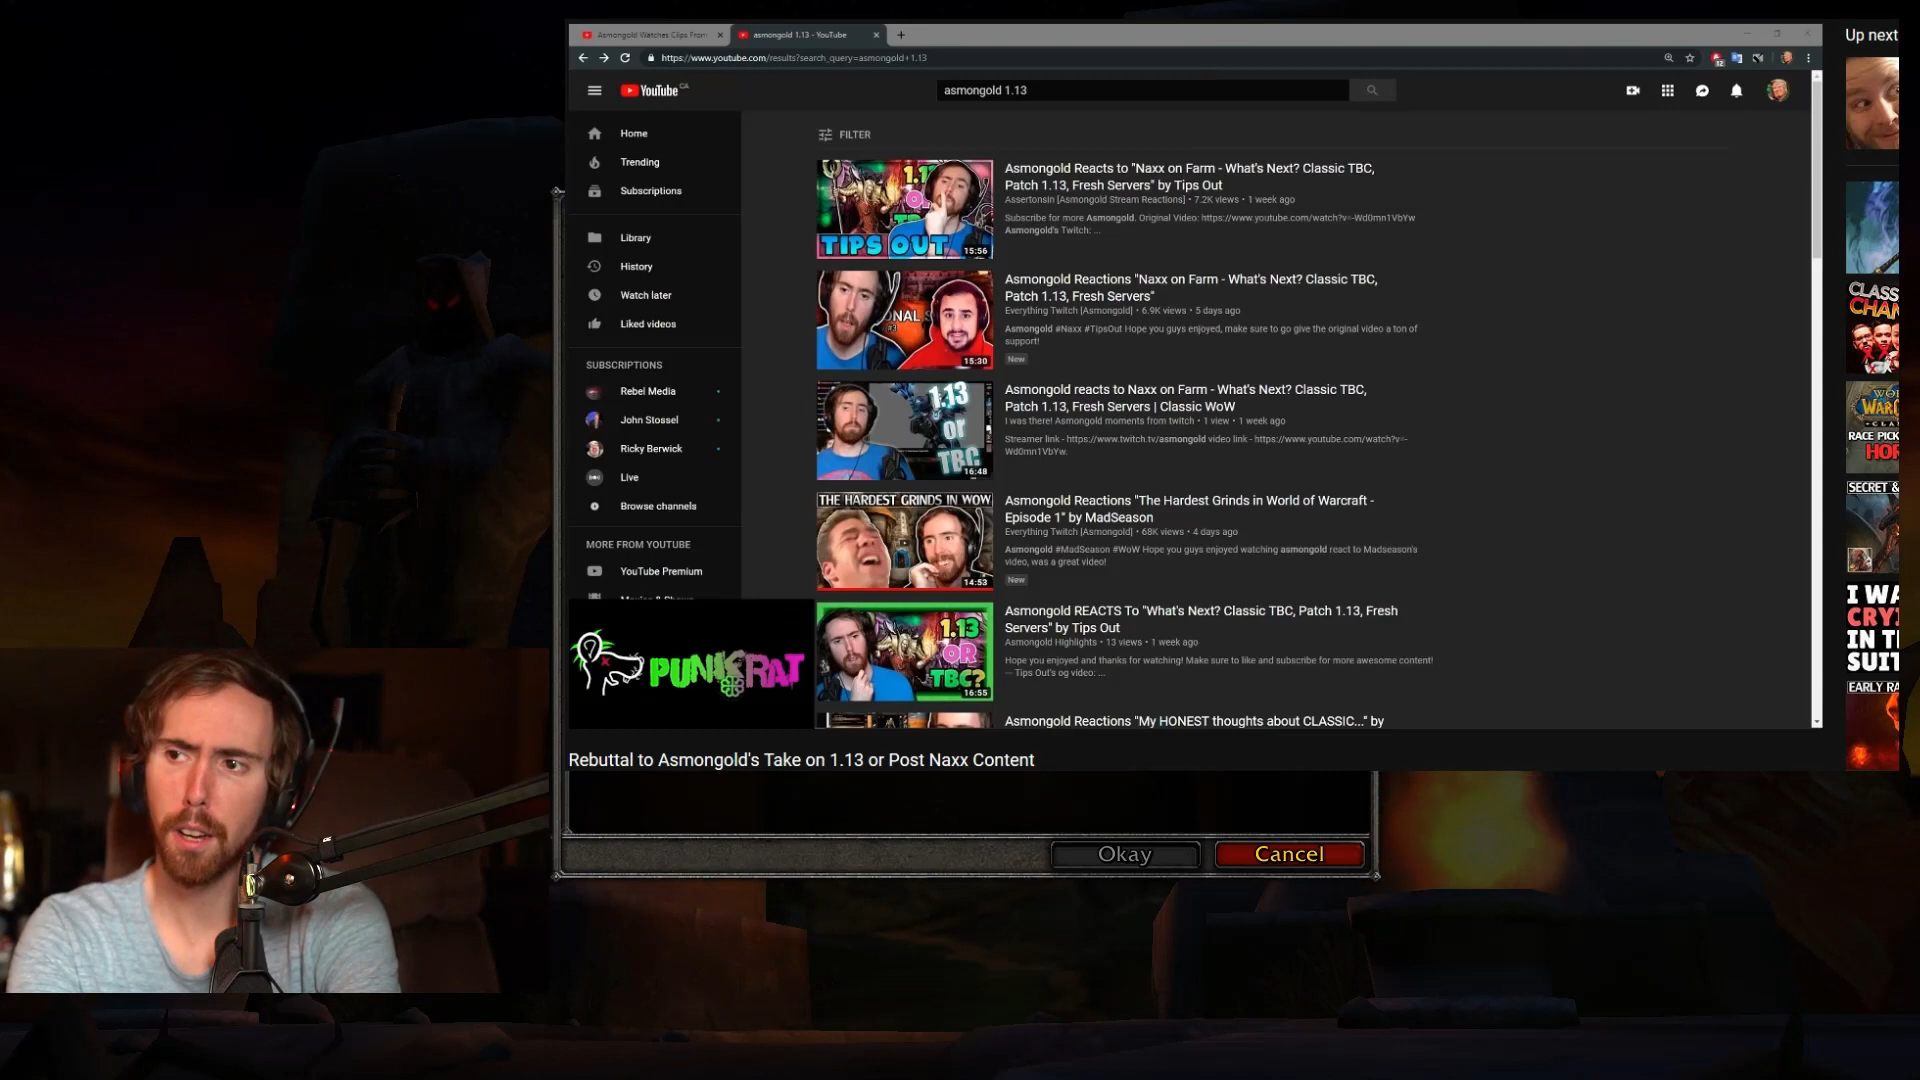 Asmongold Watches Clips From
asmongold 1.13 - YouTube
Up next
https://www.youtube.com/results?search_query=asmongold+1.13
YouTube CA
asmongold 1.13
Home
Trending
Subscriptions
Library
History
Watch later
Liked videos
SUBSCRIPTIONS
Rebel Media
John Stossel
Ricky Berwick
Live
Browse channels
MORE FROM YOUTUBE
YouTube Premium
FILTER
TIPS OUT
15:56
Asmongold Reacts to "Naxx on Farm - What's Next? Classic TBC,
Patch 1.13, Fresh Servers" by Tips Out
Assertonsin [Asmongold Stream Reactions] • 7.2K views • 1 week ago
Subscribe for more Asmongold. Original Video: https://www.youtube.com/watch?v=-Wd0mn1VbYw
Asmongold's Twitch: ...
#3
15:30
Asmongold Reactions "Naxx on Farm - What's Next? Classic TBC,
Patch 1.13, Fresh Servers"
Everything Twitch [Asmongold] • 6.9K views • 5 days ago
Asmongold #Naxx #TipsOut Hope you guys enjoyed, make sure to go give the original video a ton of
support!
New
1.13
or
TBC
16:48
Asmongold reacts to Naxx on Farm - What's Next? Classic TBC,
Patch 1.13, Fresh Servers | Classic WoW
I was there! Asmongold moments from twitch • 1 view • 1 week ago
Streamer link - https://www.twitch.tv/asmongold video link - https://www.youtube.com/watch?v=-
Wd0mn1VbYw.
THE HARDEST GRINDS IN WOW
14:53
Asmongold Reactions "The Hardest Grinds in World of Warcraft -
Episode 1" by MadSeason
Everything Twitch [Asmongold] • 68K views • 4 days ago
Asmongold #MadSeason #WoW Hope you guys enjoyed watching asmongold react to Madseason's
video, was a great video!
New
1.13
OR
TBC?
16:55
Asmongold REACTS To "What's Next? Classic TBC, Patch 1.13, Fresh
Servers" by Tips Out
Asmongold Highlights • 13 views • 1 week ago
Hope you enjoyed and thanks for watching! Make sure to like and subscribe for more awesome content!
--- Tips Out's og video: ...
Asmongold Reactions "My HONEST thoughts about CLASSIC..." by
PUNKRAT
Rebuttal to Asmongold's Take on 1.13 or Post Naxx Content
CLASS
CHAN
RACE PICK
HOR
SECRET &
I WA
CRYI
IN T
SUIT
EARLY RA
Okay
Cancel